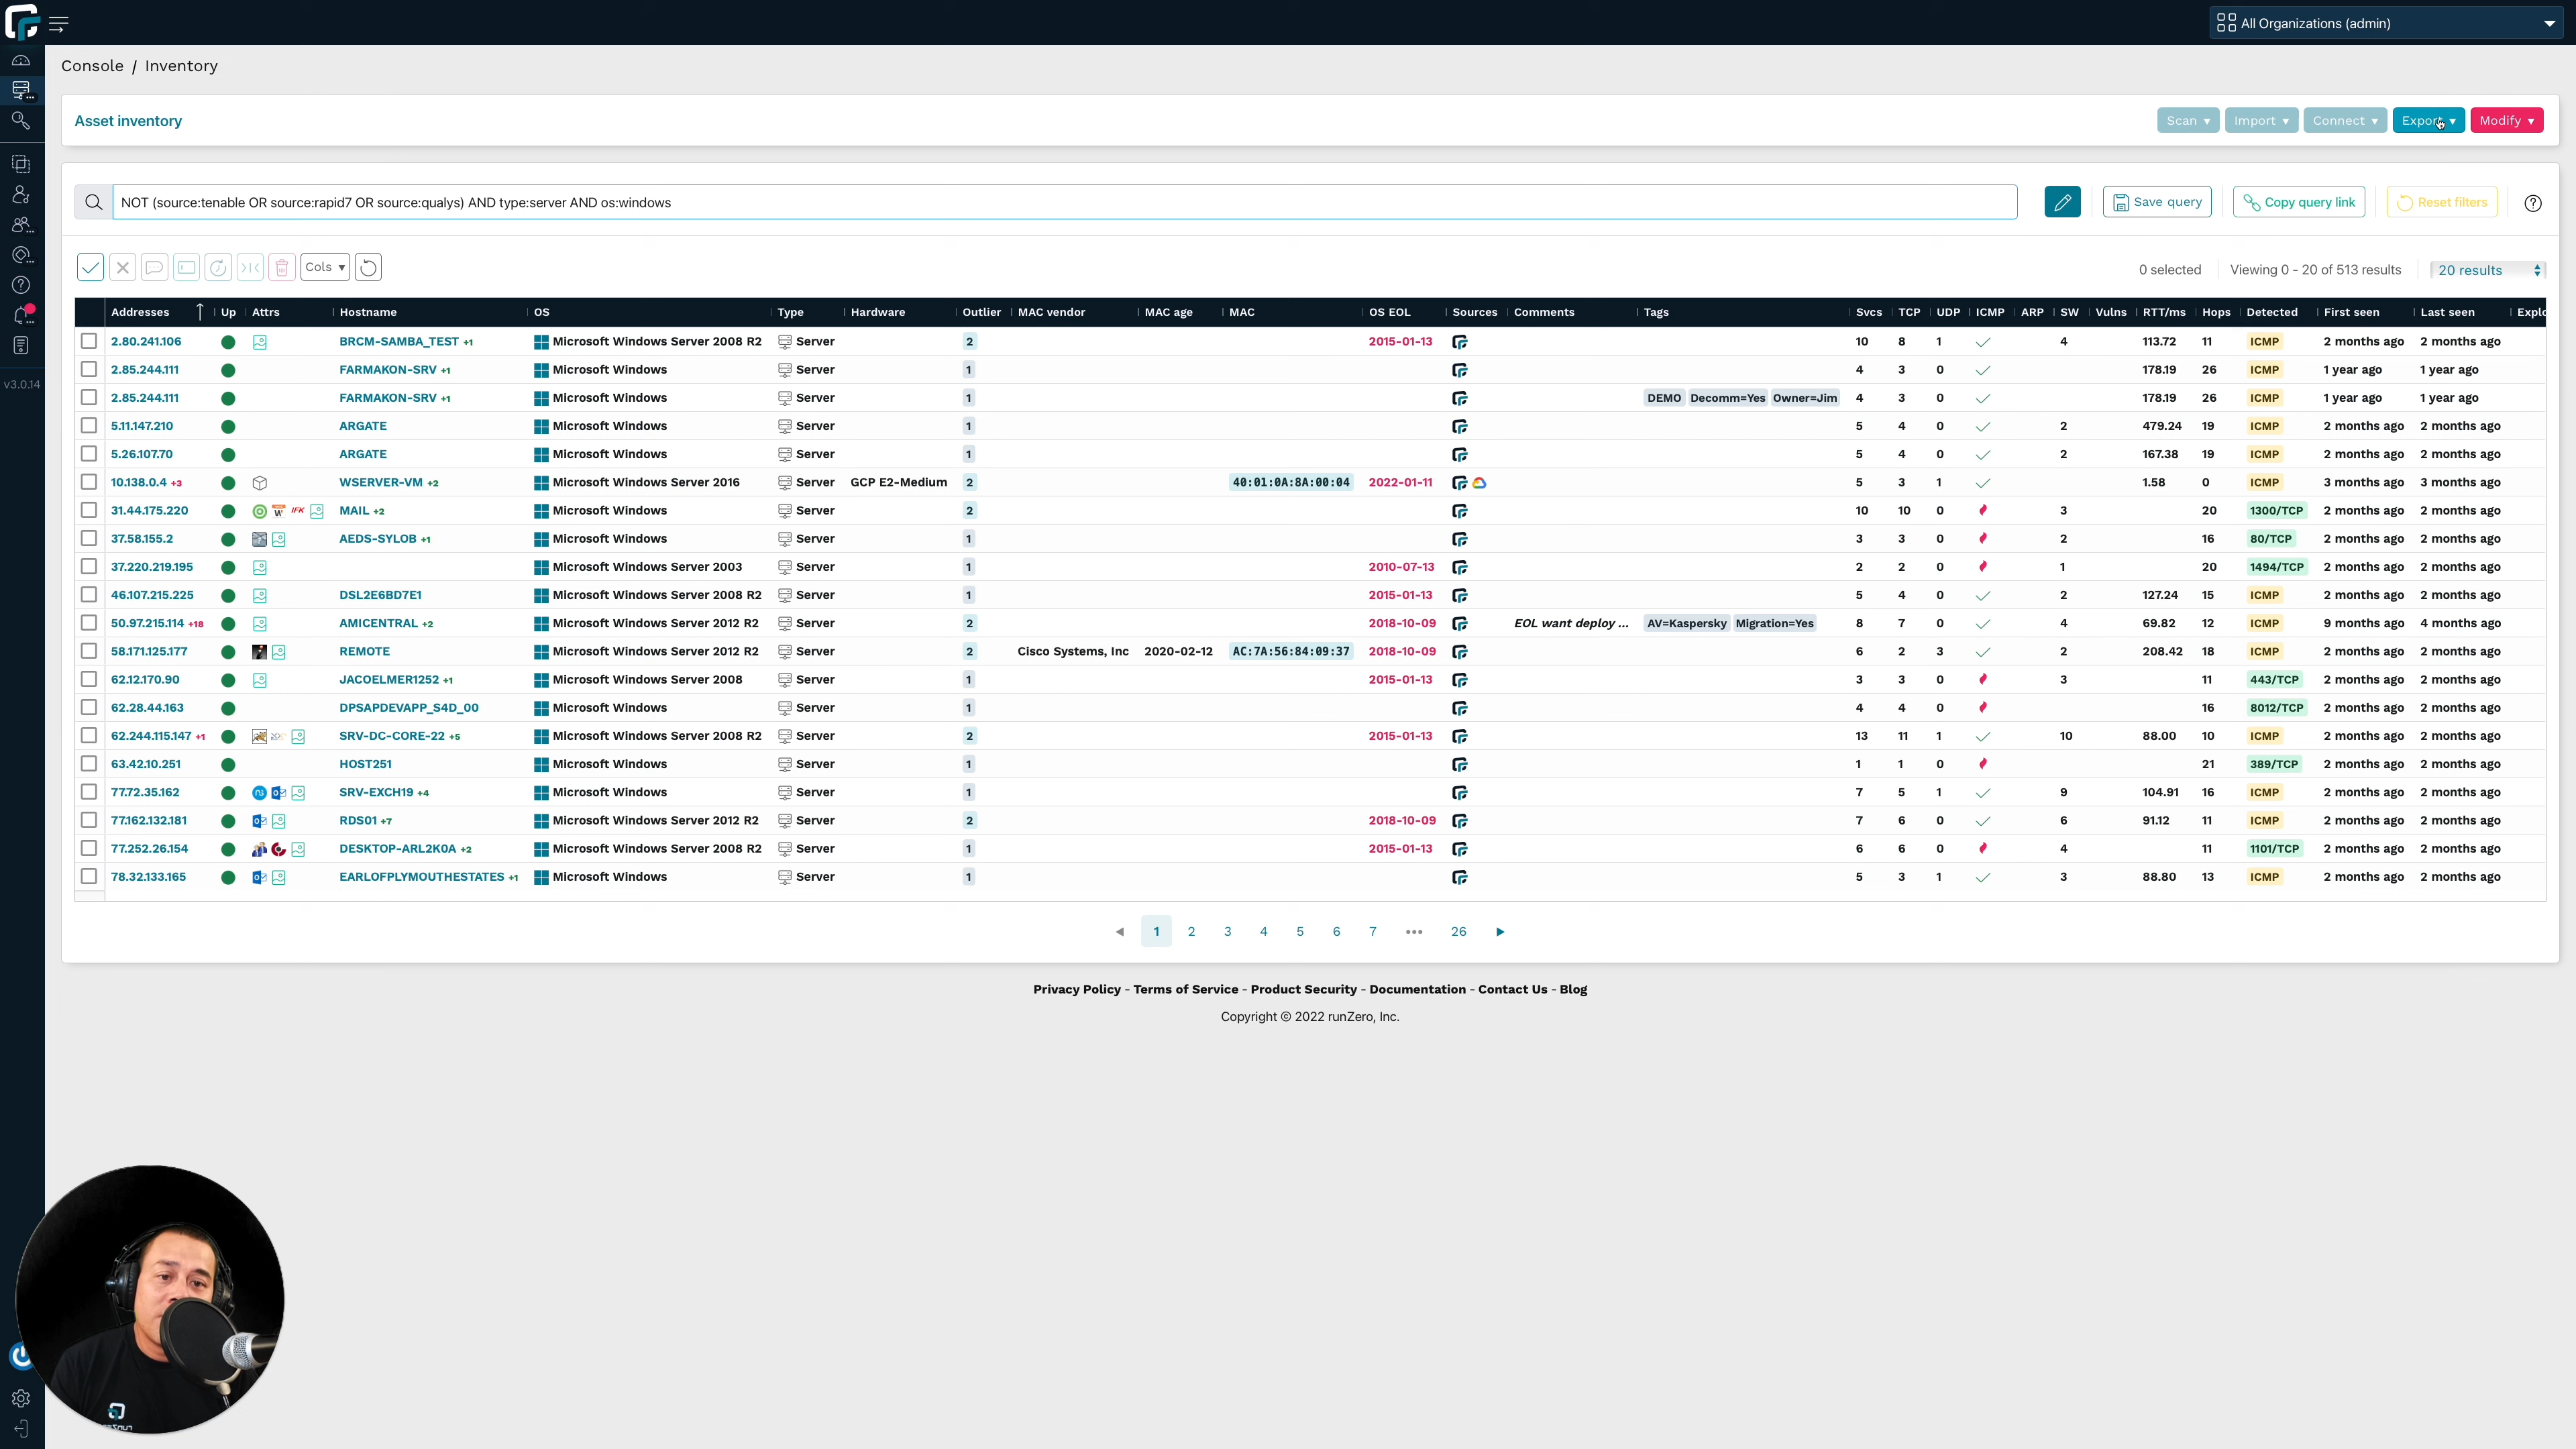 All Organizations (admin)
Console / Inventory
Asset inventory
Scan ▾ Import ▾ Connect ▾ Export ▾ Modify ▾
NOT (source:tenable OR source:rapid7 OR source:qualys) AND type:server AND os:windows
Save query Copy query link Reset filters
Cols ▾ 0 selected Viewing 0 - 20 of 513 results 20 results
Addresses Up Attrs Hostname OS Type Hardware Outlier MAC vendor MAC age MAC OS EOL Sources Comments Tags Svcs TCP UDP ICMP ARP SW Vulns RTT/ms Hops Detected First seen Last seen Explo
2.80.241.106 BRCM-SAMBA_TEST +1 Microsoft Windows Server 2008 R2 Server 2 2015-01-13 10 8 1 4 113.72 11 ICMP 2 months ago 2 months ago
2.85.244.111 FARMAKON-SRV +1 Microsoft Windows Server 1 4 3 0 178.19 26 ICMP 1 year ago 1 year ago
2.85.244.111 FARMAKON-SRV +1 Microsoft Windows Server 1 DEMO Decomm=Yes Owner=Jim 4 3 0 178.19 26 ICMP 1 year ago 1 year ago
5.11.147.210 ARGATE Microsoft Windows Server 1 5 4 0 2 479.24 19 ICMP 2 months ago 2 months ago
5.26.107.70 ARGATE Microsoft Windows Server 1 5 4 0 2 167.38 19 ICMP 2 months ago 2 months ago
10.138.0.4 +3 WSERVER-VM +2 Microsoft Windows Server 2016 Server GCP E2-Medium 2 40:01:0A:8A:00:04 2022-01-11 5 3 1 1.58 0 ICMP 3 months ago 3 months ago
31.44.175.220 IFK MAIL +2 Microsoft Windows Server 2 10 10 0 3 20 1300/TCP 2 months ago 2 months ago
37.58.155.2 AEDS-SYLOB +1 Microsoft Windows Server 1 3 3 0 2 16 80/TCP 2 months ago 2 months ago
37.220.219.195 Microsoft Windows Server 2003 Server 1 2010-07-13 2 2 0 1 20 1494/TCP 2 months ago 2 months ago
46.107.215.225 DSL2E6BD7E1 Microsoft Windows Server 2008 R2 Server 1 2015-01-13 5 4 0 2 127.24 15 ICMP 2 months ago 2 months ago
50.97.215.114 +18 AMICENTRAL +2 Microsoft Windows Server 2012 R2 Server 2 2018-10-09 EOL want deploy ... AV=Kaspersky Migration=Yes 8 7 0 4 69.82 12 ICMP 9 months ago 4 months ago
58.171.125.177 REMOTE Microsoft Windows Server 2012 R2 Server 2 Cisco Systems, Inc 2020-02-12 AC:7A:56:84:09:37 2018-10-09 6 2 3 2 208.42 18 ICMP 2 months ago 2 months ago
62.12.170.90 JACOELMER1252 +1 Microsoft Windows Server 2008 Server 1 2015-01-13 3 3 0 3 11 443/TCP 2 months ago 2 months ago
62.28.44.163 DPSAPDEVAPP_S4D_00 Microsoft Windows Server 1 4 4 0 16 8012/TCP 2 months ago 2 months ago
62.244.115.147 +1 SRV-DC-CORE-22 +5 Microsoft Windows Server 2008 R2 Server 2 2015-01-13 13 11 1 10 88.00 10 ICMP 2 months ago 2 months ago
63.42.10.251 HOST251 Microsoft Windows Server 1 1 1 0 21 389/TCP 2 months ago 2 months ago
77.72.35.162 SRV-EXCH19 +4 Microsoft Windows Server 1 7 5 1 9 104.91 16 ICMP 2 months ago 2 months ago
77.162.132.181 RDS01 +7 Microsoft Windows Server 2012 R2 Server 2 2018-10-09 7 6 0 6 91.12 11 ICMP 2 months ago 2 months ago
77.252.26.154 DESKTOP-ARL2K0A +2 Microsoft Windows Server 2008 R2 Server 1 2015-01-13 6 6 0 4 11 1101/TCP 2 months ago 2 months ago
78.32.133.165 EARLOFPLYMOUTHESTATES +1 Microsoft Windows Server 1 5 3 1 3 88.80 13 ICMP 2 months ago 2 months ago
v3.0.14
1 2 3 4 5 6 7 ••• 26
Privacy Policy - Terms of Service - Product Security - Documentation - Contact Us - Blog
Copyright © 2022 runZero, Inc.